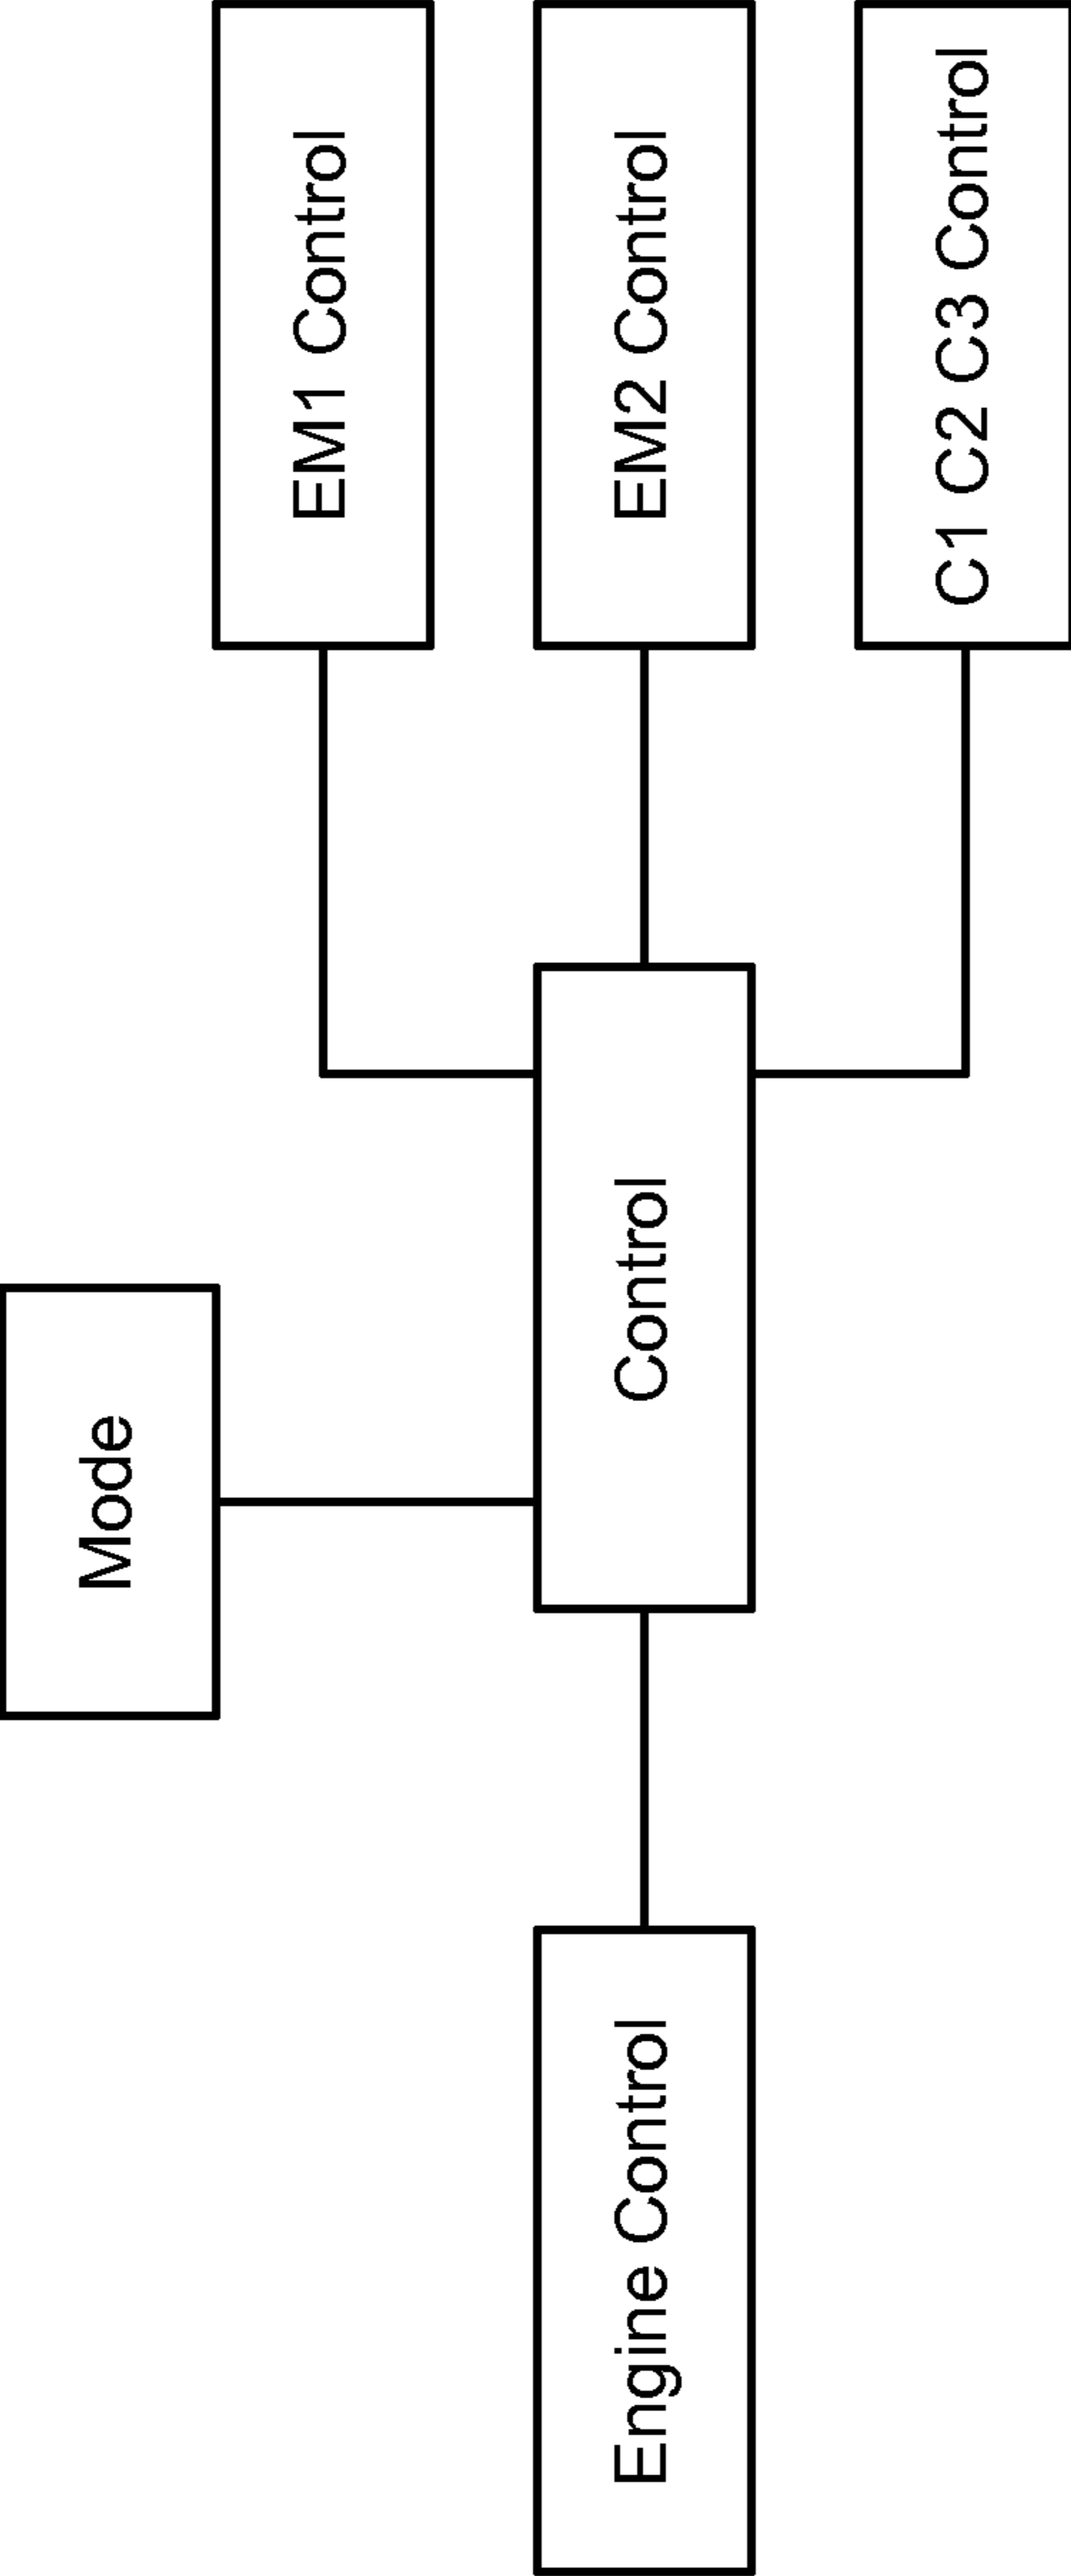 Mode
EM1 Control
Engine Control
Control
EM2 Control
C1 C2 C3 Control